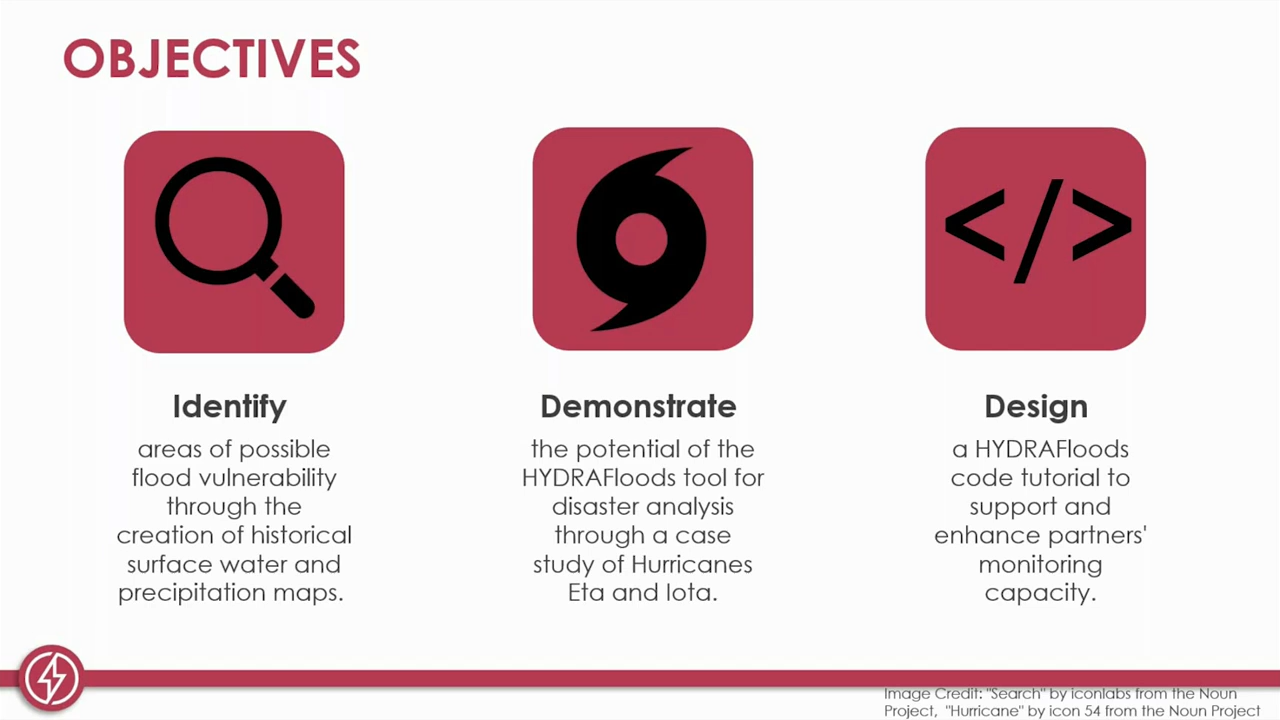 OBJECTIVES
</>
Identify
areas of possible
flood vulnerability
through the
creation of historical
surface water and
precipitation maps.
Demonstrate
the potential of the
HYDRAFloods tool for
disaster analysis
through a case
study of Hurricanes
Eta and Iota.
Design
a HYDRAFloods
code tutorial to
support and
enhance partners'
monitoring
capacity.
Image Credit: "Search" by iconlabs from the Noun
Project, "Hurricane" by icon 54 from the Noun Project